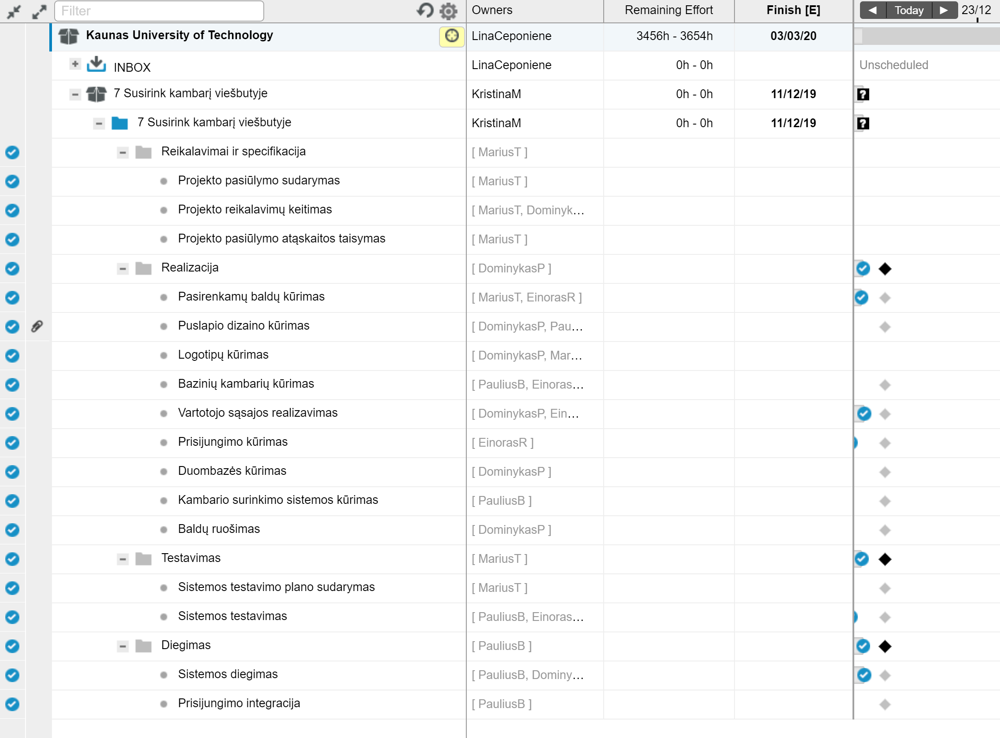 Filter Owners Remaining Effort Finish [E] Today 23/12
Kaunas University of Technology LinaCeponiene 3456h - 3654h 03/03/20
INBOX LinaCeponiene 0h - 0h Unscheduled
7 Susirink kambarį viešbutyje KristinaM 0h - 0h 11/12/19 ?
7 Susirink kambarį viešbutyje KristinaM 0h - 0h 11/12/19 ?
Reikalavimai ir specifikacija [ MariusT ]
Projekto pasiūlymo sudarymas [ MariusT ]
Projekto reikalavimų keitimas [ MariusT, Dominyk...
Projekto pasiūlymo atąskaitos taisymas [ MariusT ]
Realizacija [ DominykasP ]
Pasirenkamų baldų kūrimas [ MariusT, EinorasR ]
Puslapio dizaino kūrimas [ DominykasP, Pau...
Logotipų kūrimas [ DominykasP, Mar...
Bazinių kambarių kūrimas [ PauliusB, Einoras...
Vartotojo sąsajos realizavimas [ DominykasP, Ein...
Prisijungimo kūrimas [ EinorasR ]
Duombazės kūrimas [ DominykasP ]
Kambario surinkimo sistemos kūrimas [ PauliusB ]
Baldų ruošimas [ DominykasP ]
Testavimas [ MariusT ]
Sistemos testavimo plano sudarymas [ MariusT ]
Sistemos testavimas [ PauliusB, Einoras...
Diegimas [ PauliusB ]
Sistemos diegimas [ PauliusB, Dominy...
Prisijungimo integracija [ PauliusB ]